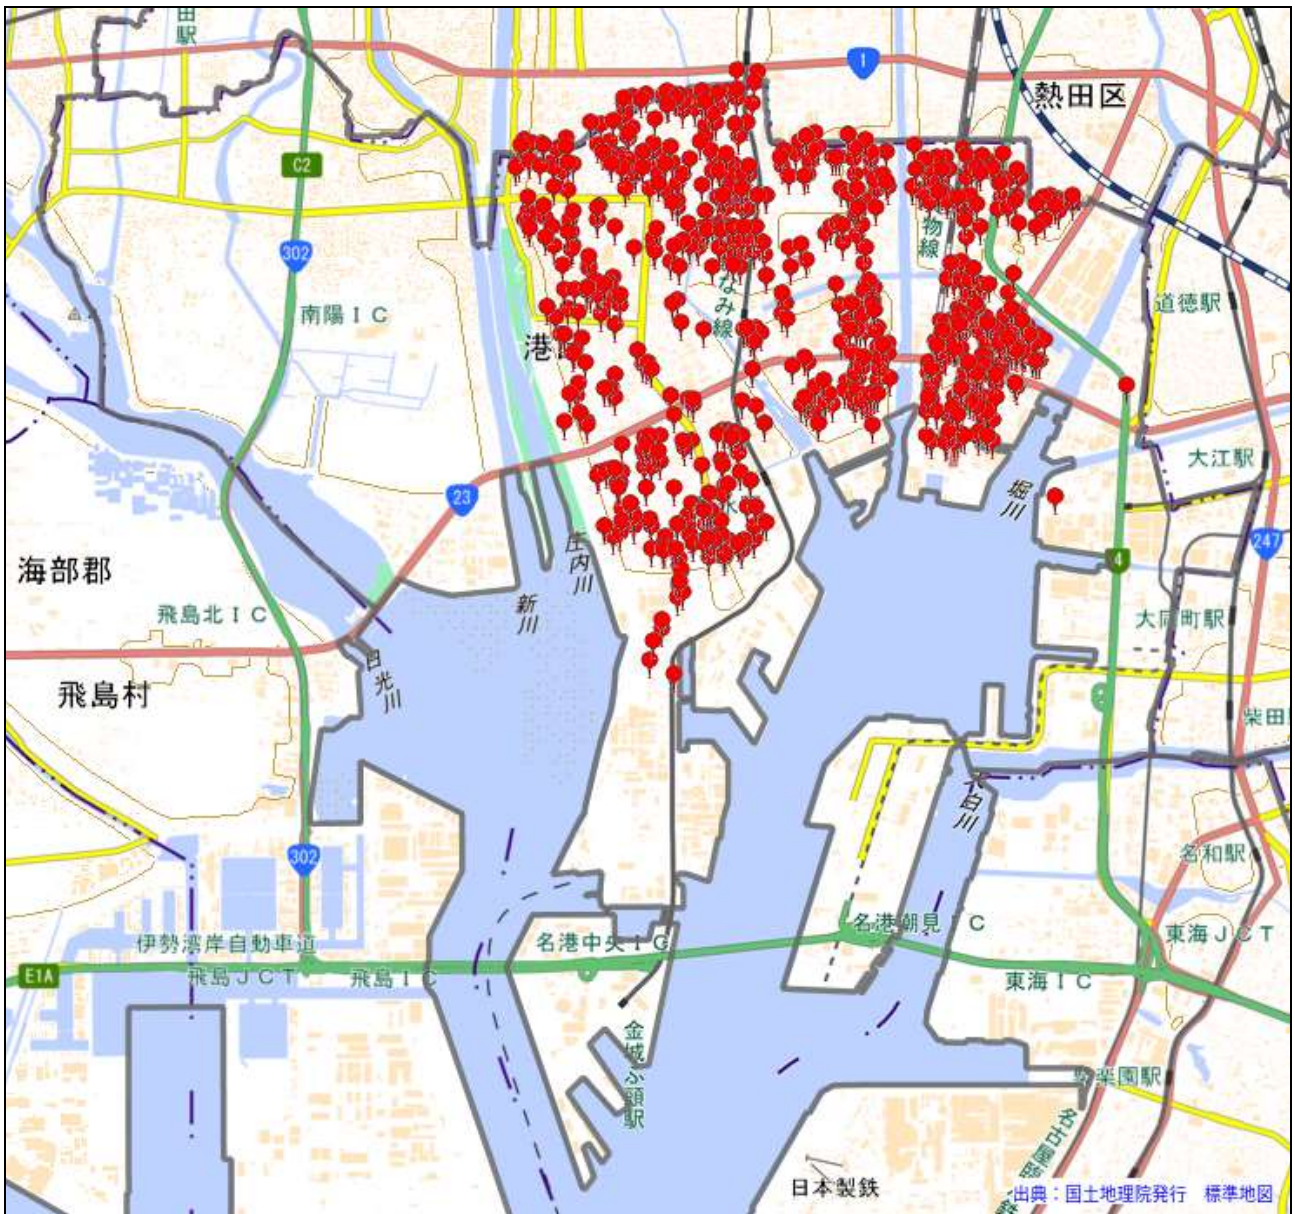 田駅
1
熱田区
C2
302
物線
なみ線
南陽IC
道徳駅
港
大江駅
23
堀川
247
海部郡
庄内川
新川
4
飛島北IC
大同町駅
日光川
飛島村
柴田
天白川
302
名和駅
伊勢湾岸自動車道
名港中央IC
名港潮見IC
東海JCT
E1A
飛島JCT
飛島IC
東海IC
金城ふ頭駅
楽園駅
日本製鉄
出典:国土地理院発行 標準地図